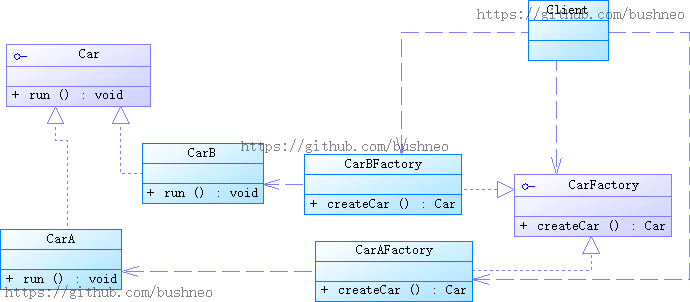 Client
https://github.com/bushneo
Car
+ run () : void
https://github.com/bushneo
CarB
+ run () : void
CarBFactory
+ createCar () : Car
CarFactory
+ createCar () : Car
CarA
+ run () : void
CarAFactory
+ createCar () : Car
https://github.com/bushneo